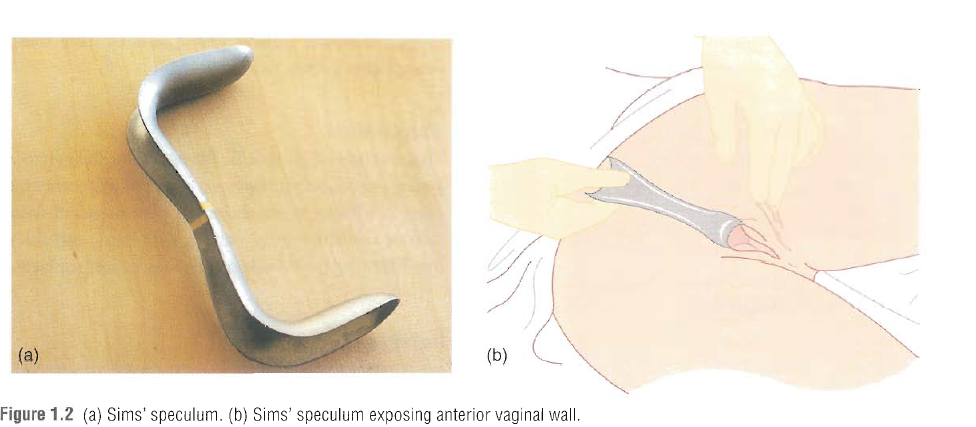 (a)
(b)
Figure 1.2 (a) Sims' speculum. (b) Sims' speculum exposing anterior vaginal wall.